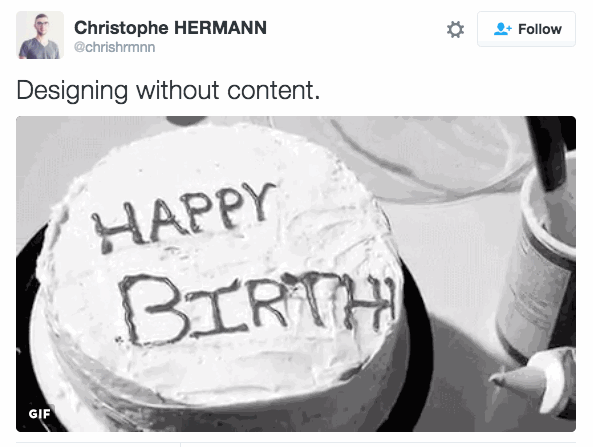 Christophe HERMANN
@chrishrmnn
Follow
Designing without content.
HAPPY
BIRTH
GIF